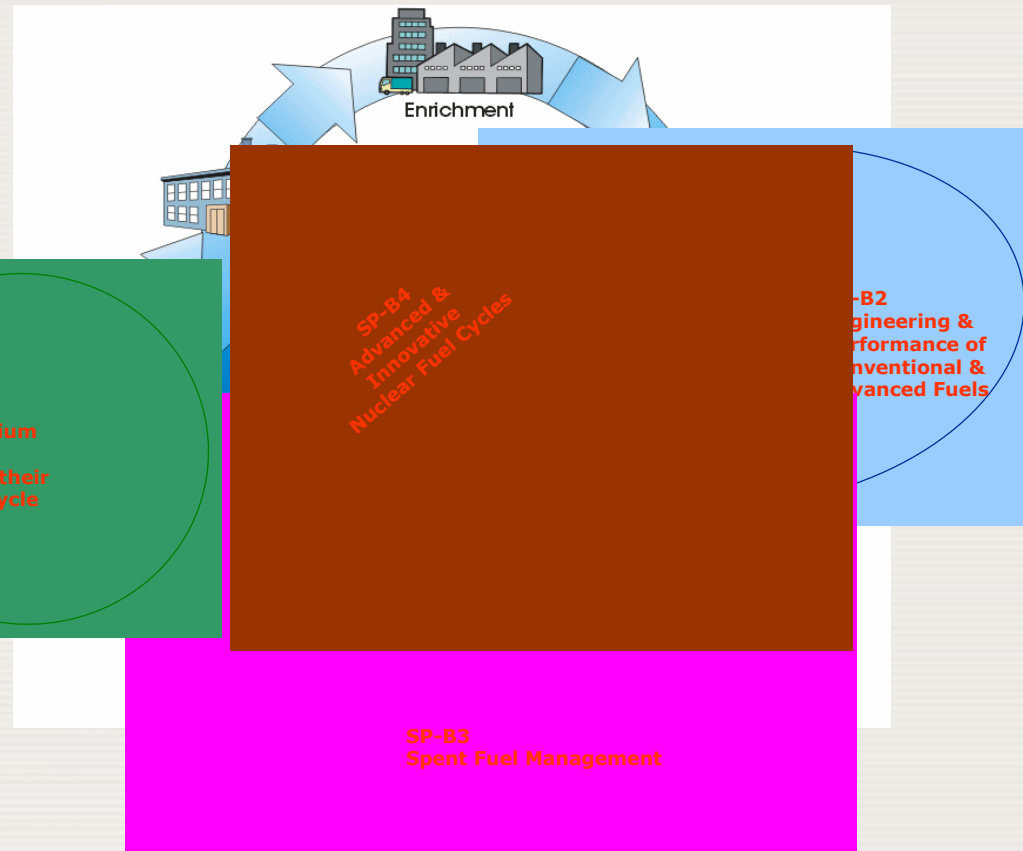 Enrichment
SP-B4
Advanced &
Innovative
Nuclear Fuel Cycles
-B2
gineering &
rformance of
nventional &
vanced Fuels
ium
their
ycle
SP-B3
Spent Fuel Management